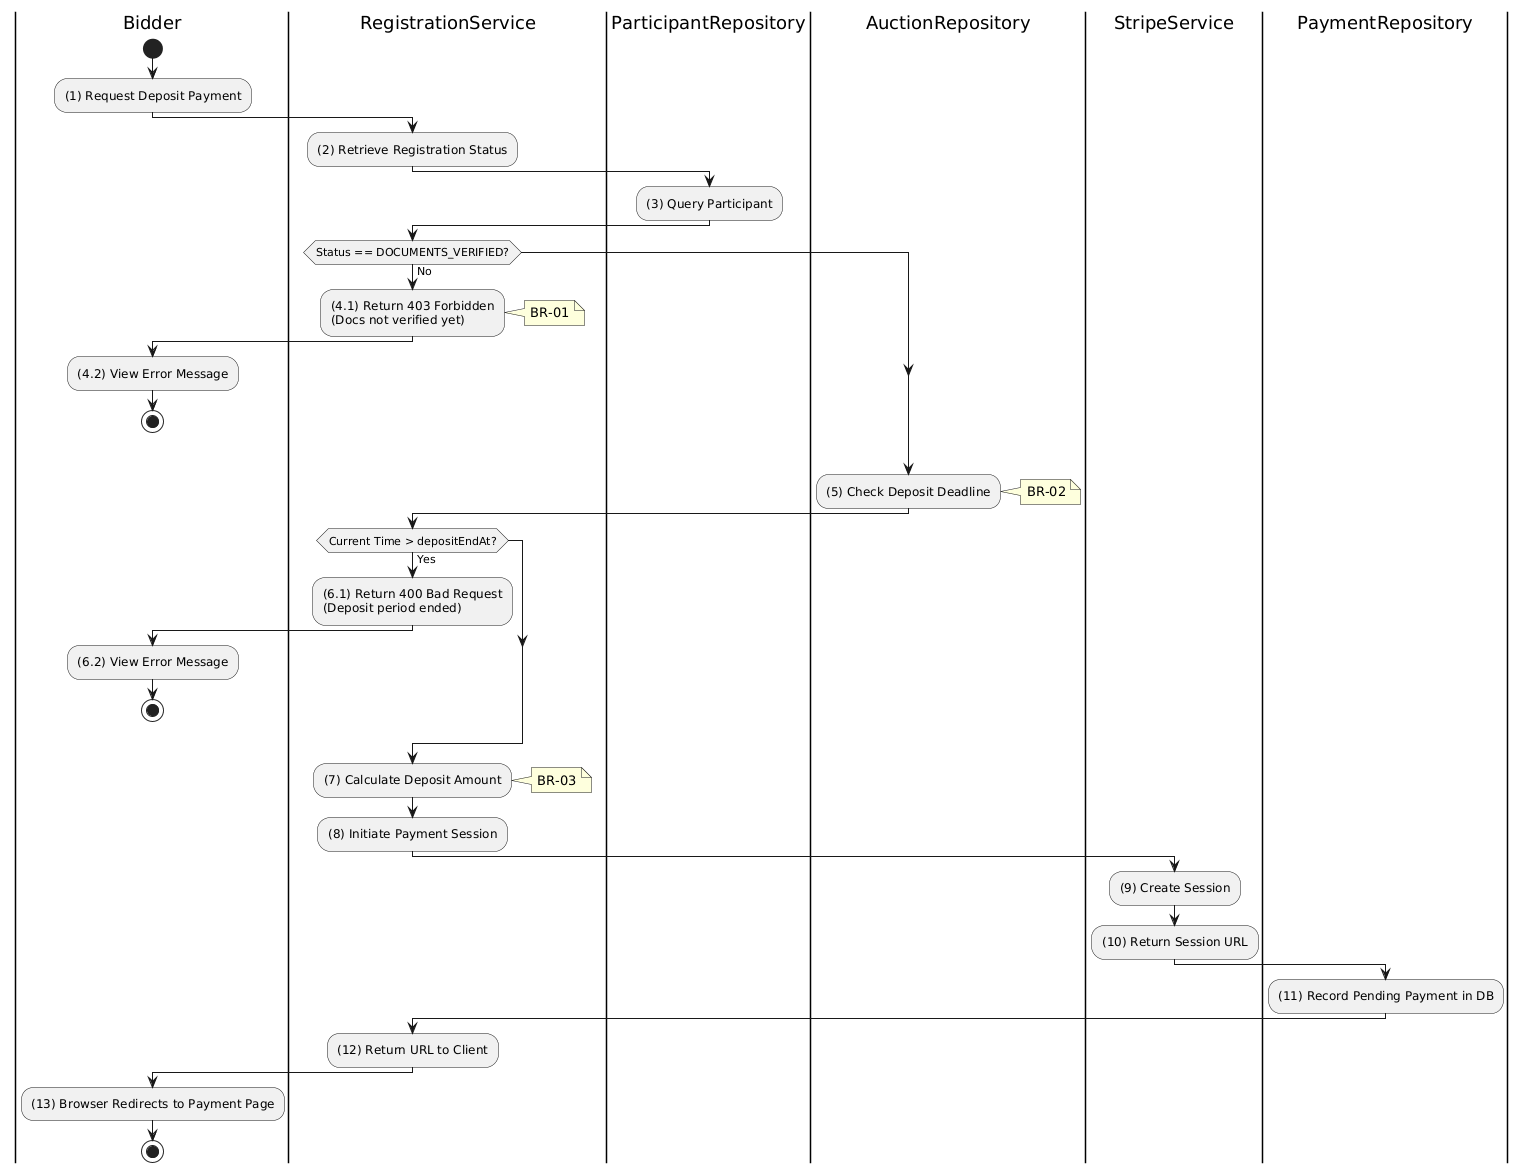 Bidder
RegistrationService
ParticipantRepository
AuctionRepository
StripeService
PaymentRepository
(1) Request Deposit Payment
(2) Retrieve Registration Status
(3) Query Participant
Status == DOCUMENTS_VERIFIED?
No
(4.1) Return 403 Forbidden
(Docs not verified yet)
BR-01
(4.2) View Error Message
(5) Check Deposit Deadline
BR-02
Current Time > depositEndAt?
Yes
(6.1) Return 400 Bad Request
(Deposit period ended)
(6.2) View Error Message
(7) Calculate Deposit Amount
BR-03
(8) Initiate Payment Session
(9) Create Session
(10) Return Session URL
(11) Record Pending Payment in DB
(12) Return URL to Client
(13) Browser Redirects to Payment Page